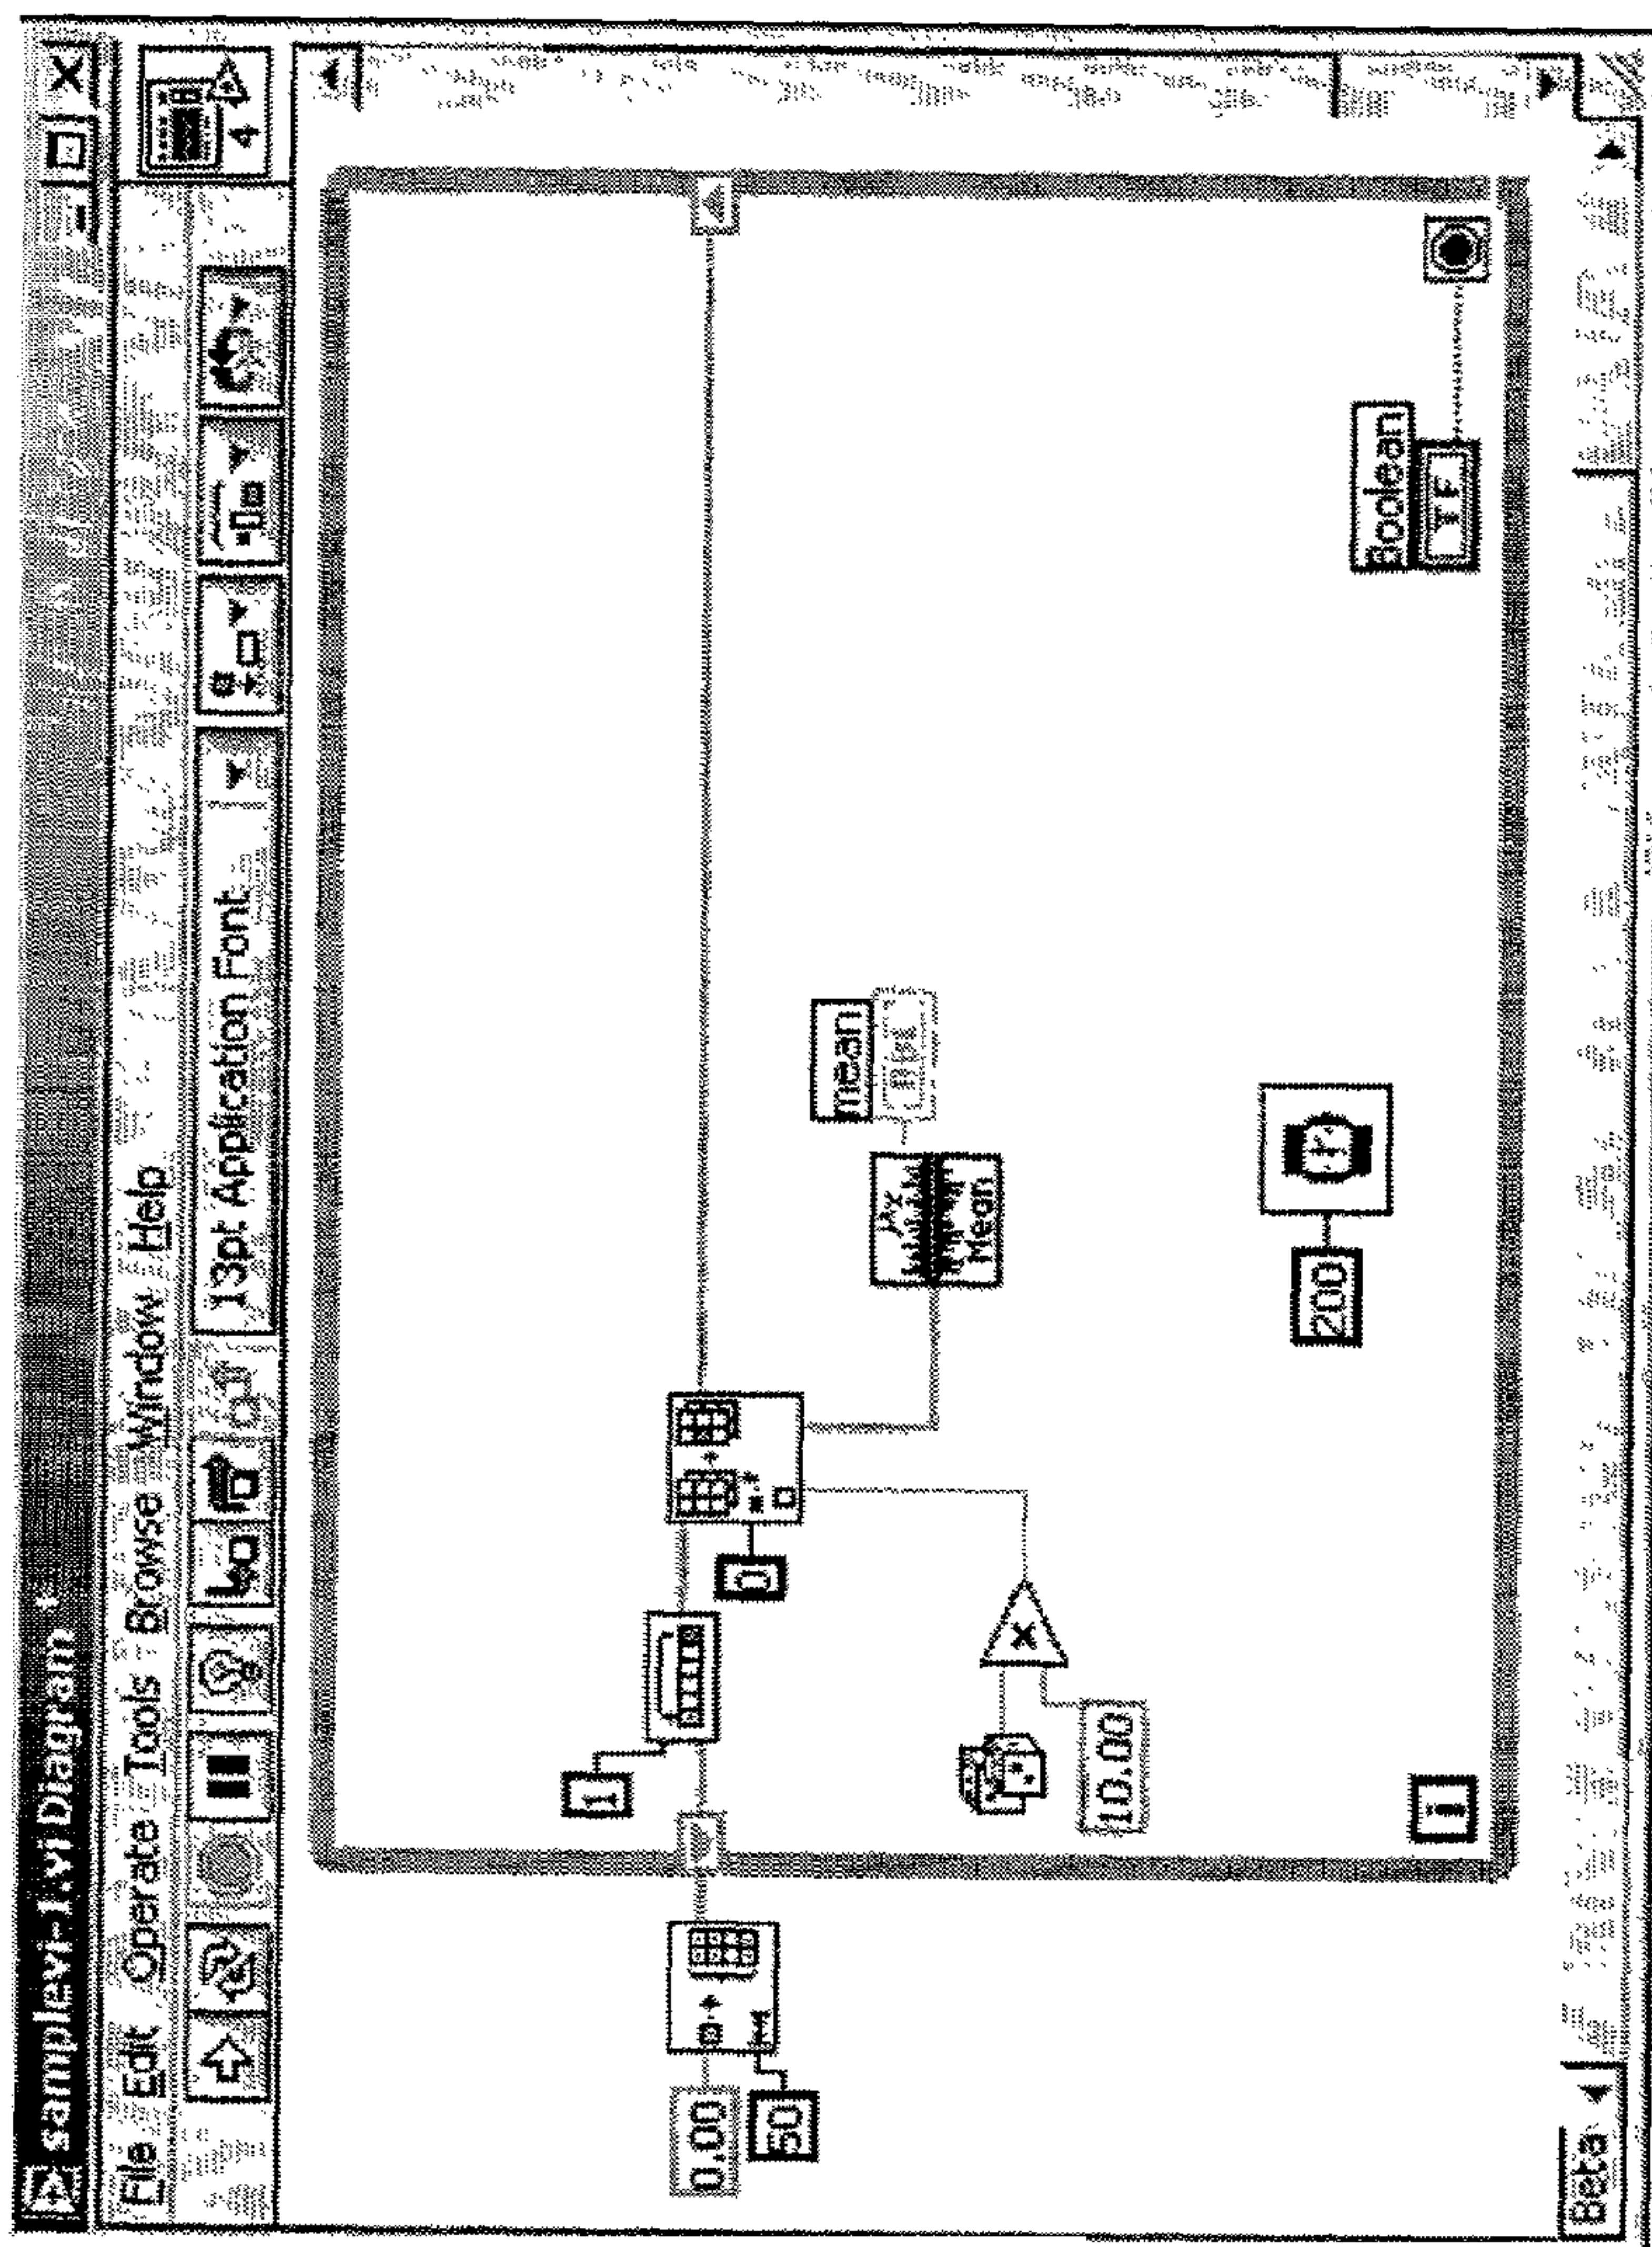 samplevi-1.vi Diagram *
File Edit Operate Tools Browse Window Help
13pt Application Font
4
1
0.00
50
0
mean
Mean
10.00
200
Boolean
TF
i
Beta